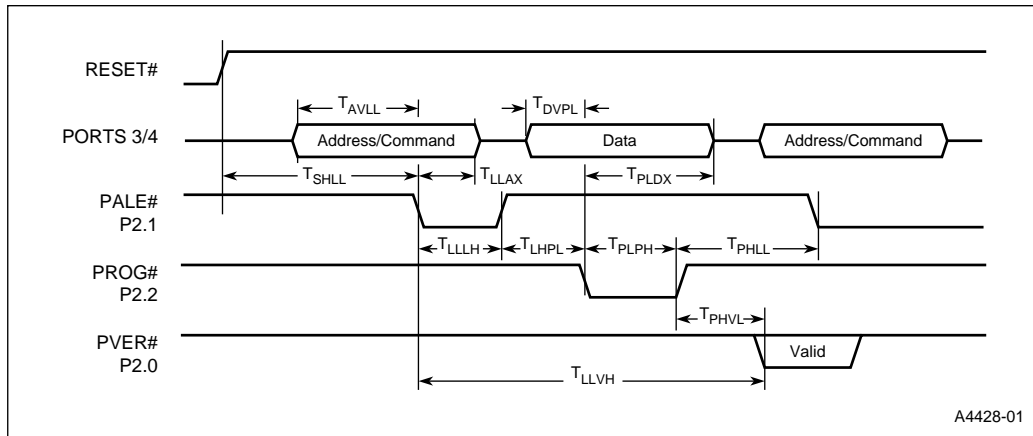 RESET#
T_AVLL
T_DVPL
PORTS 3/4
Address/Command
Data
Address/Command
T_SHLL
T_LLAX
T_PLDX
PALE#
P2.1
T_LLLH
T_LHPL
T_PLPH
T_PHLL
PROG#
P2.2
T_PHVL
PVER#
P2.0
Valid
T_LLVH
A4428-01